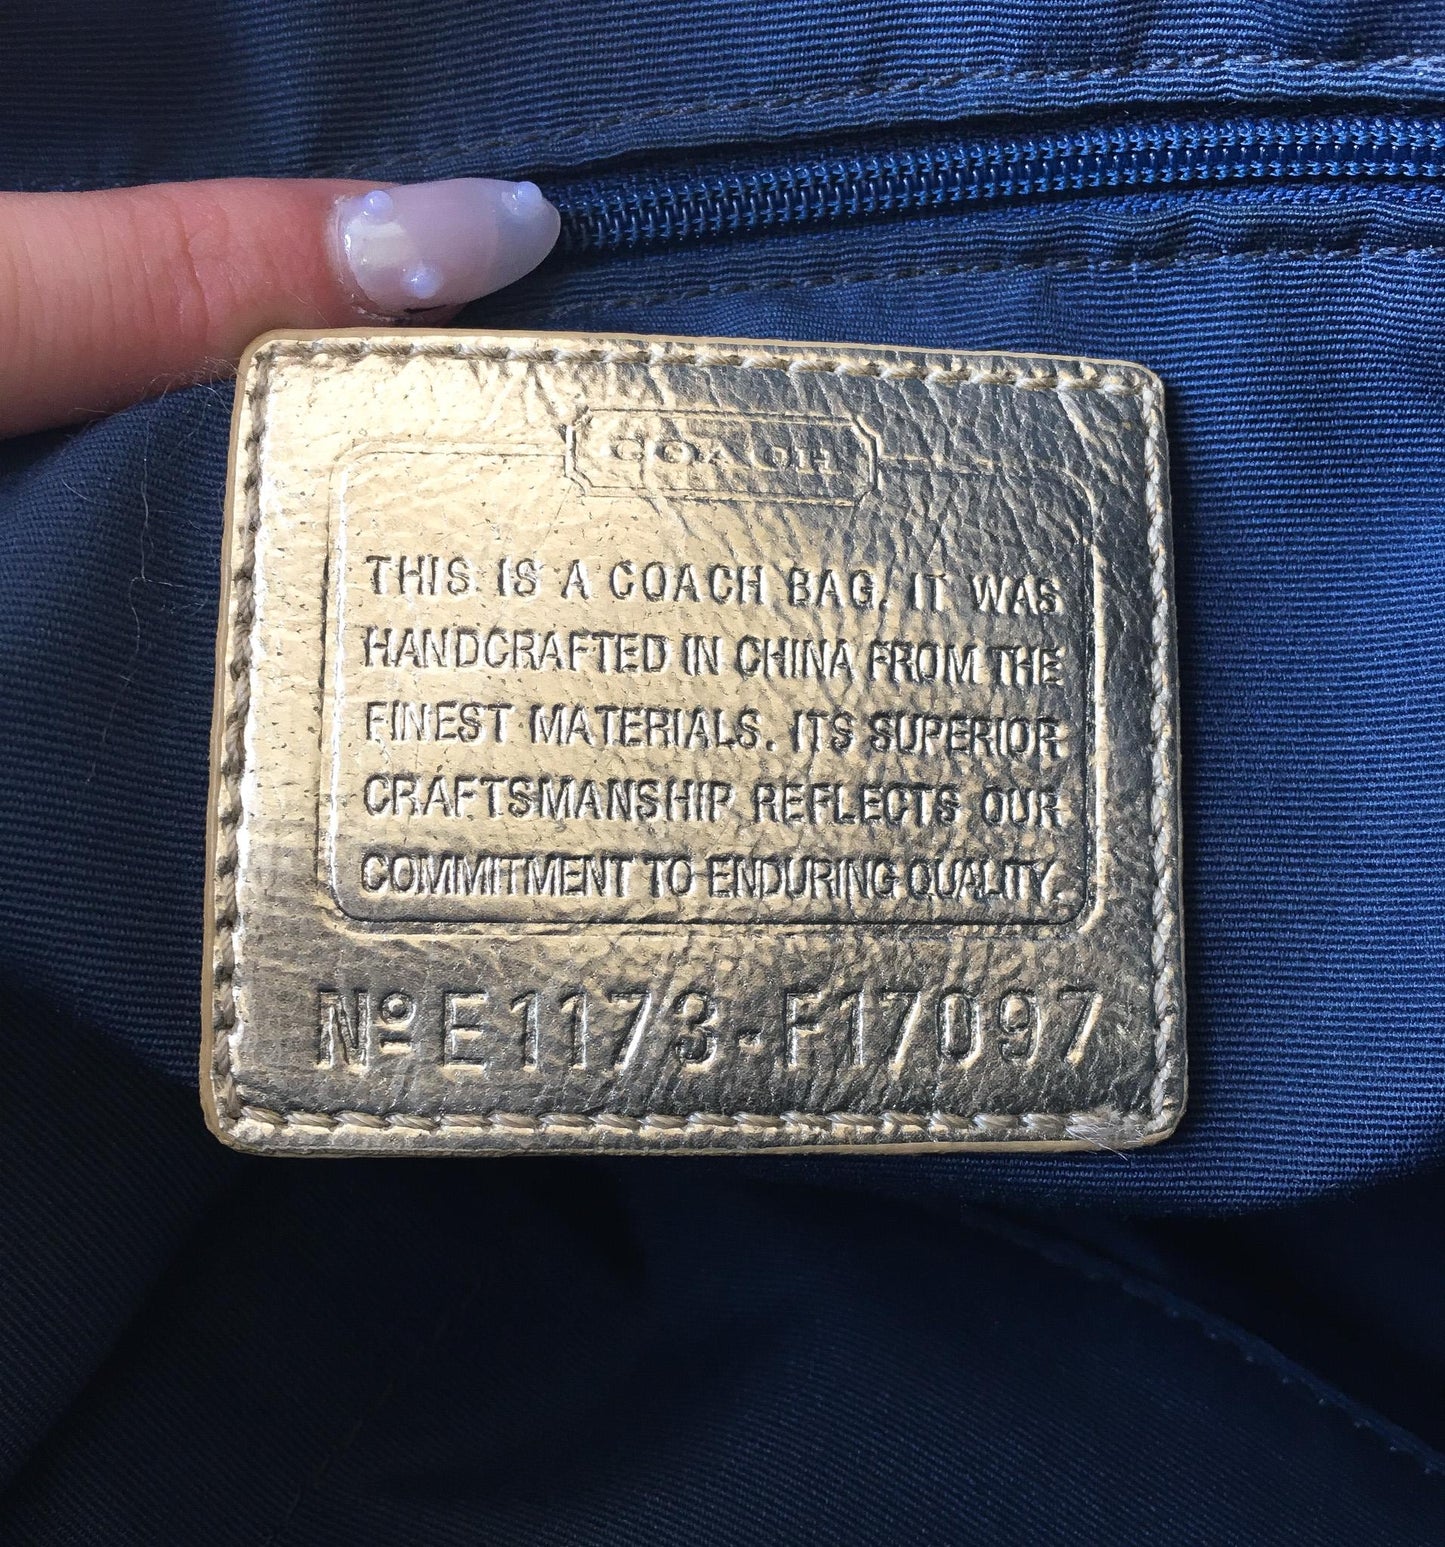 COACH
THIS IS A COACH BAG. IT WAS
HANDCRAFTED IN CHINA FROM THE
FINEST MATERIALS. ITS SUPERIOR
CRAFTSMANSHIP REFLECTS OUR
COMMITMENT TO ENDURING QUALITY.
Nº E1173-F17097